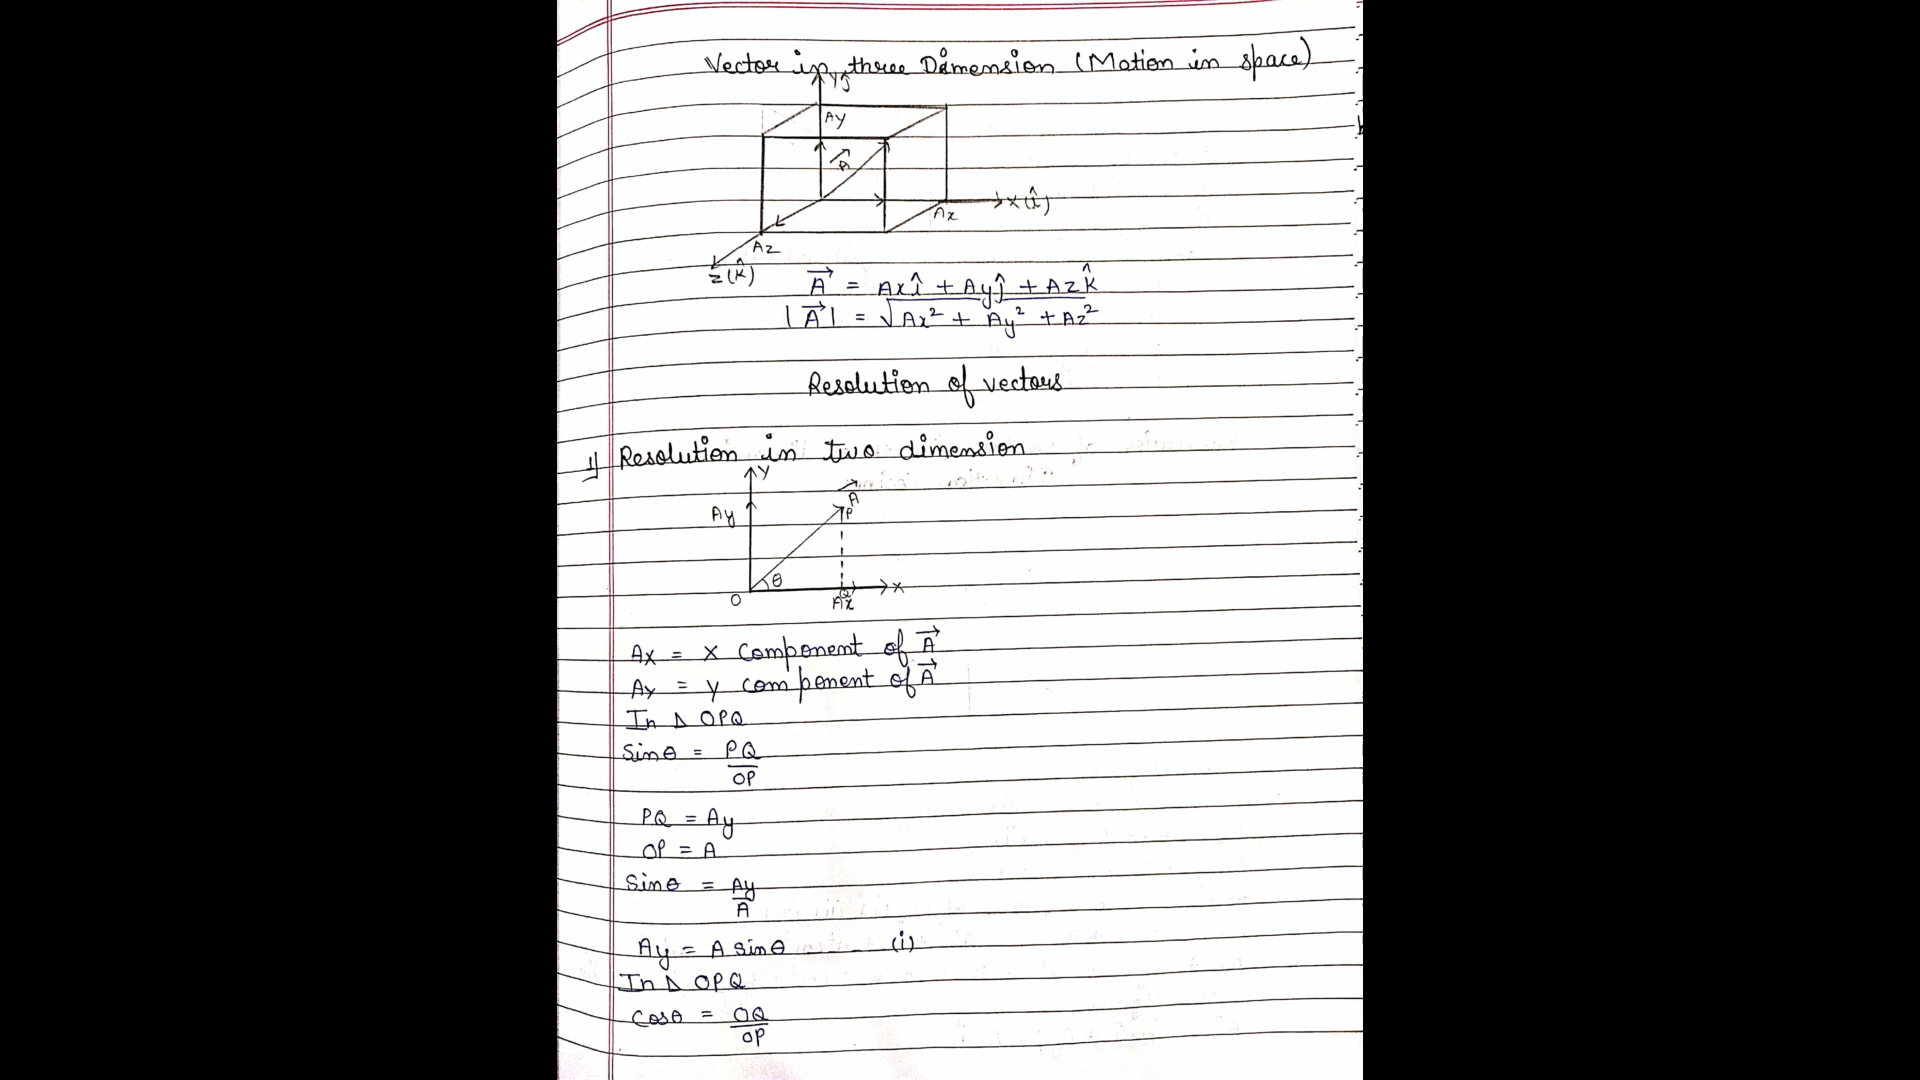 Vector in three Dimension (Motion in space)
Yĵ
Ay
A⃗
X(î)
Ax
Az
Z(k̂)
A⃗ = Axî + Ayĵ + Azk̂
|A⃗| = √Ax² + Ay² + Az²
Resolution of vectors
1) Resolution in two dimension
Y
A⃗
Ay
P
θ
X
O
Q
Ax
Ax = X component of A⃗
Ay = Y component of A⃗
In Δ OPQ
Sinθ = PQ/OP
PQ = Ay
OP = A
Sinθ = Ay/A
Ay = A sinθ ------ (i)
In Δ OPQ
Cosθ = OQ/OP